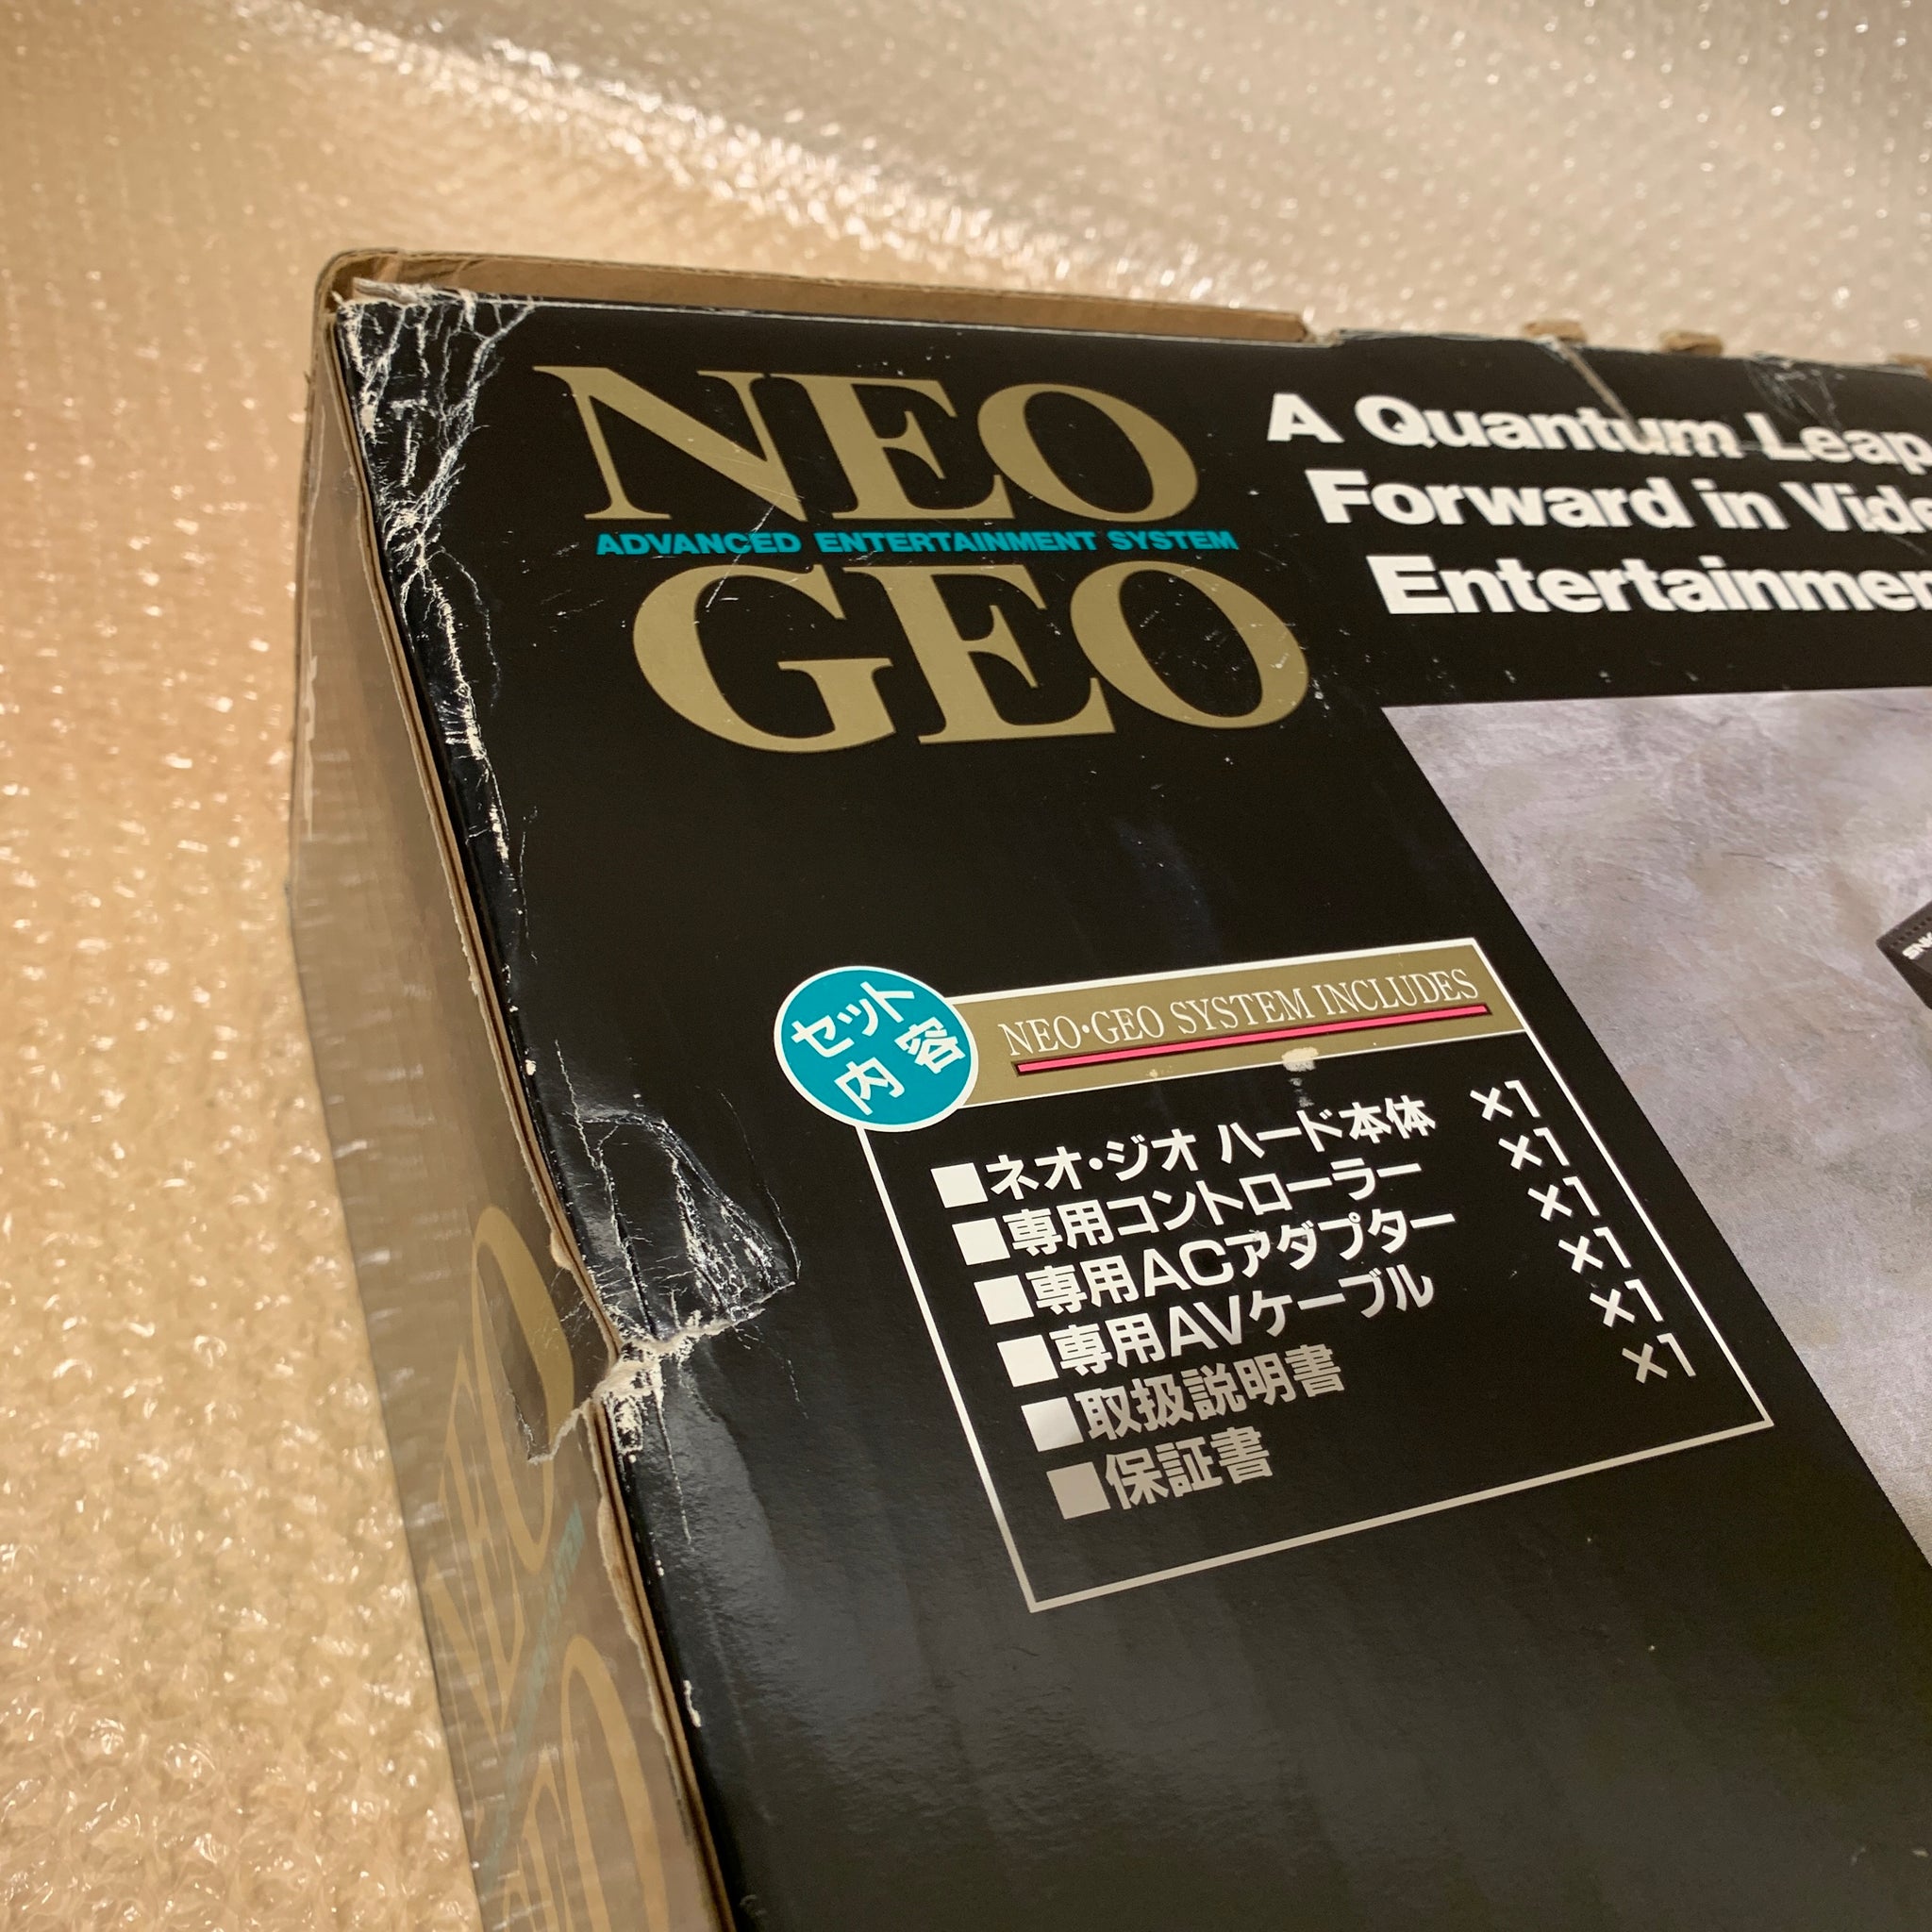 NEO
ADVANCED ENTERTAINMENT SYSTEM
GEO
A Quantum Leap
Forward in Vide
Entertainmen
セット
内容
NEO•GEO SYSTEM INCLUDES
■ネオ・ジオ ハード本体 ×1
■専用コントローラー ×1
■専用ACアダプター ×1
■専用AVケーブル ×1
■取扱説明書 ×1
■保証書 ×1
NEO